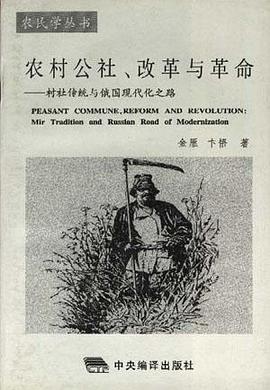 农民学丛书
农村公社、改革与革命
——村社传统与俄国现代化之路
PEASANT COMMUNE,REFORM AND REVOLUTION:
Mir Tradition and Russian Road of Modernization
金雁 卞悟 著
中央编译出版社